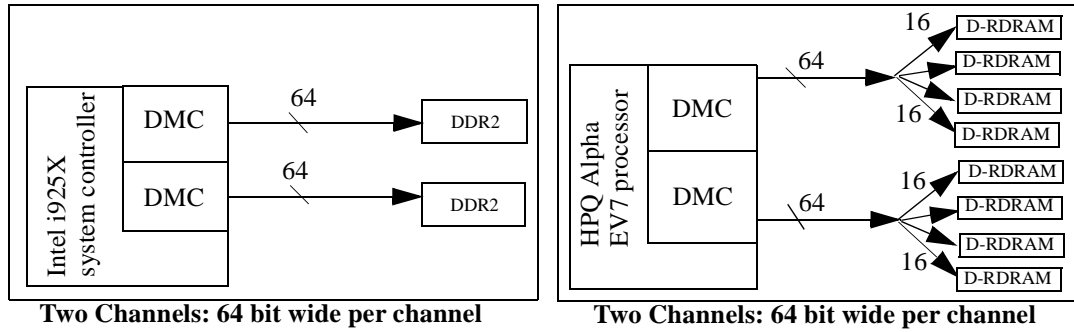 Intel i925X
system controller
DMC
DMC
64
64
DDR2
DDR2
Two Channels: 64 bit wide per channel
HPQ Alpha
EV7 processor
DMC
DMC
64
64
16
16
D-RDRAM
D-RDRAM
D-RDRAM
D-RDRAM
16
16
D-RDRAM
D-RDRAM
D-RDRAM
D-RDRAM
Two Channels: 64 bit wide per channel